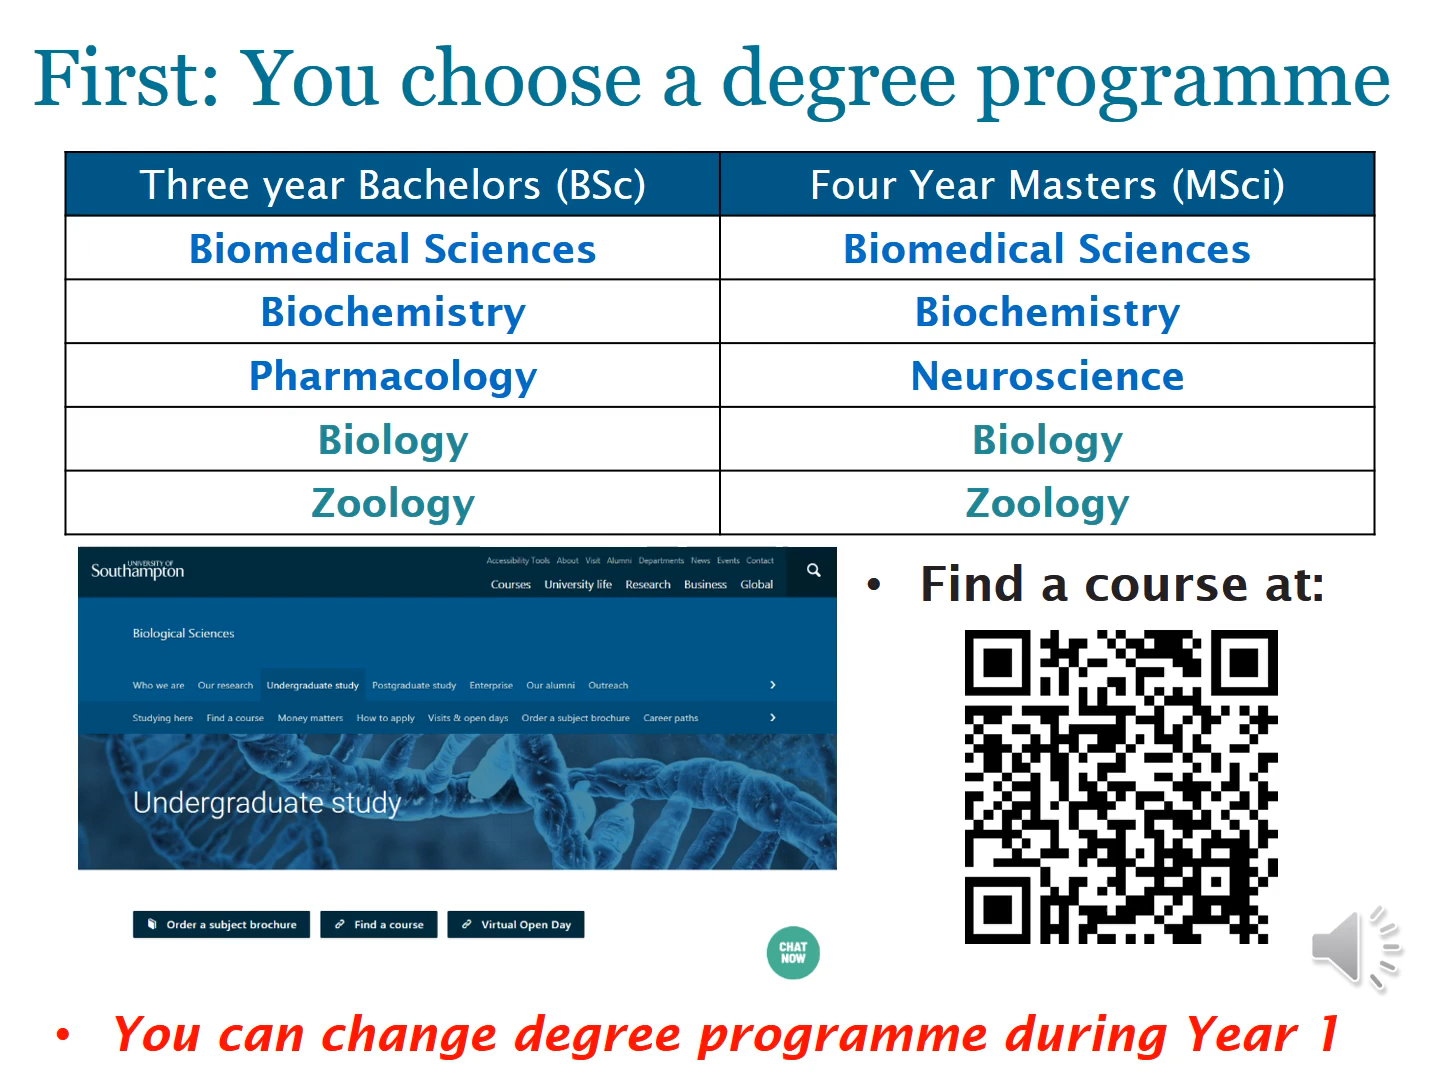 First: You choose a degree programme
Three year Bachelors (BSc) Four Year Masters (MSci)
Biomedical Sciences Biomedical Sciences
Biochemistry Biochemistry
Pharmacology Neuroscience
Biology Biology
Zoology Zoology
UNIVERSITY OF
Southampton
Accessibility Tools About Visit Alumni Departments News Events Contact
Courses University life Research Business Global
Biological Sciences
Who we are Our research Undergraduate study Postgraduate study Enterprise Our alumni Outreach
Studying here Find a course Money matters How to apply Visits & open days Order a subject brochure Career paths
Undergraduate study
Order a subject brochure Find a course Virtual Open Day
CHAT
NOW
• Find a course at:
• You can change degree programme during Year 1